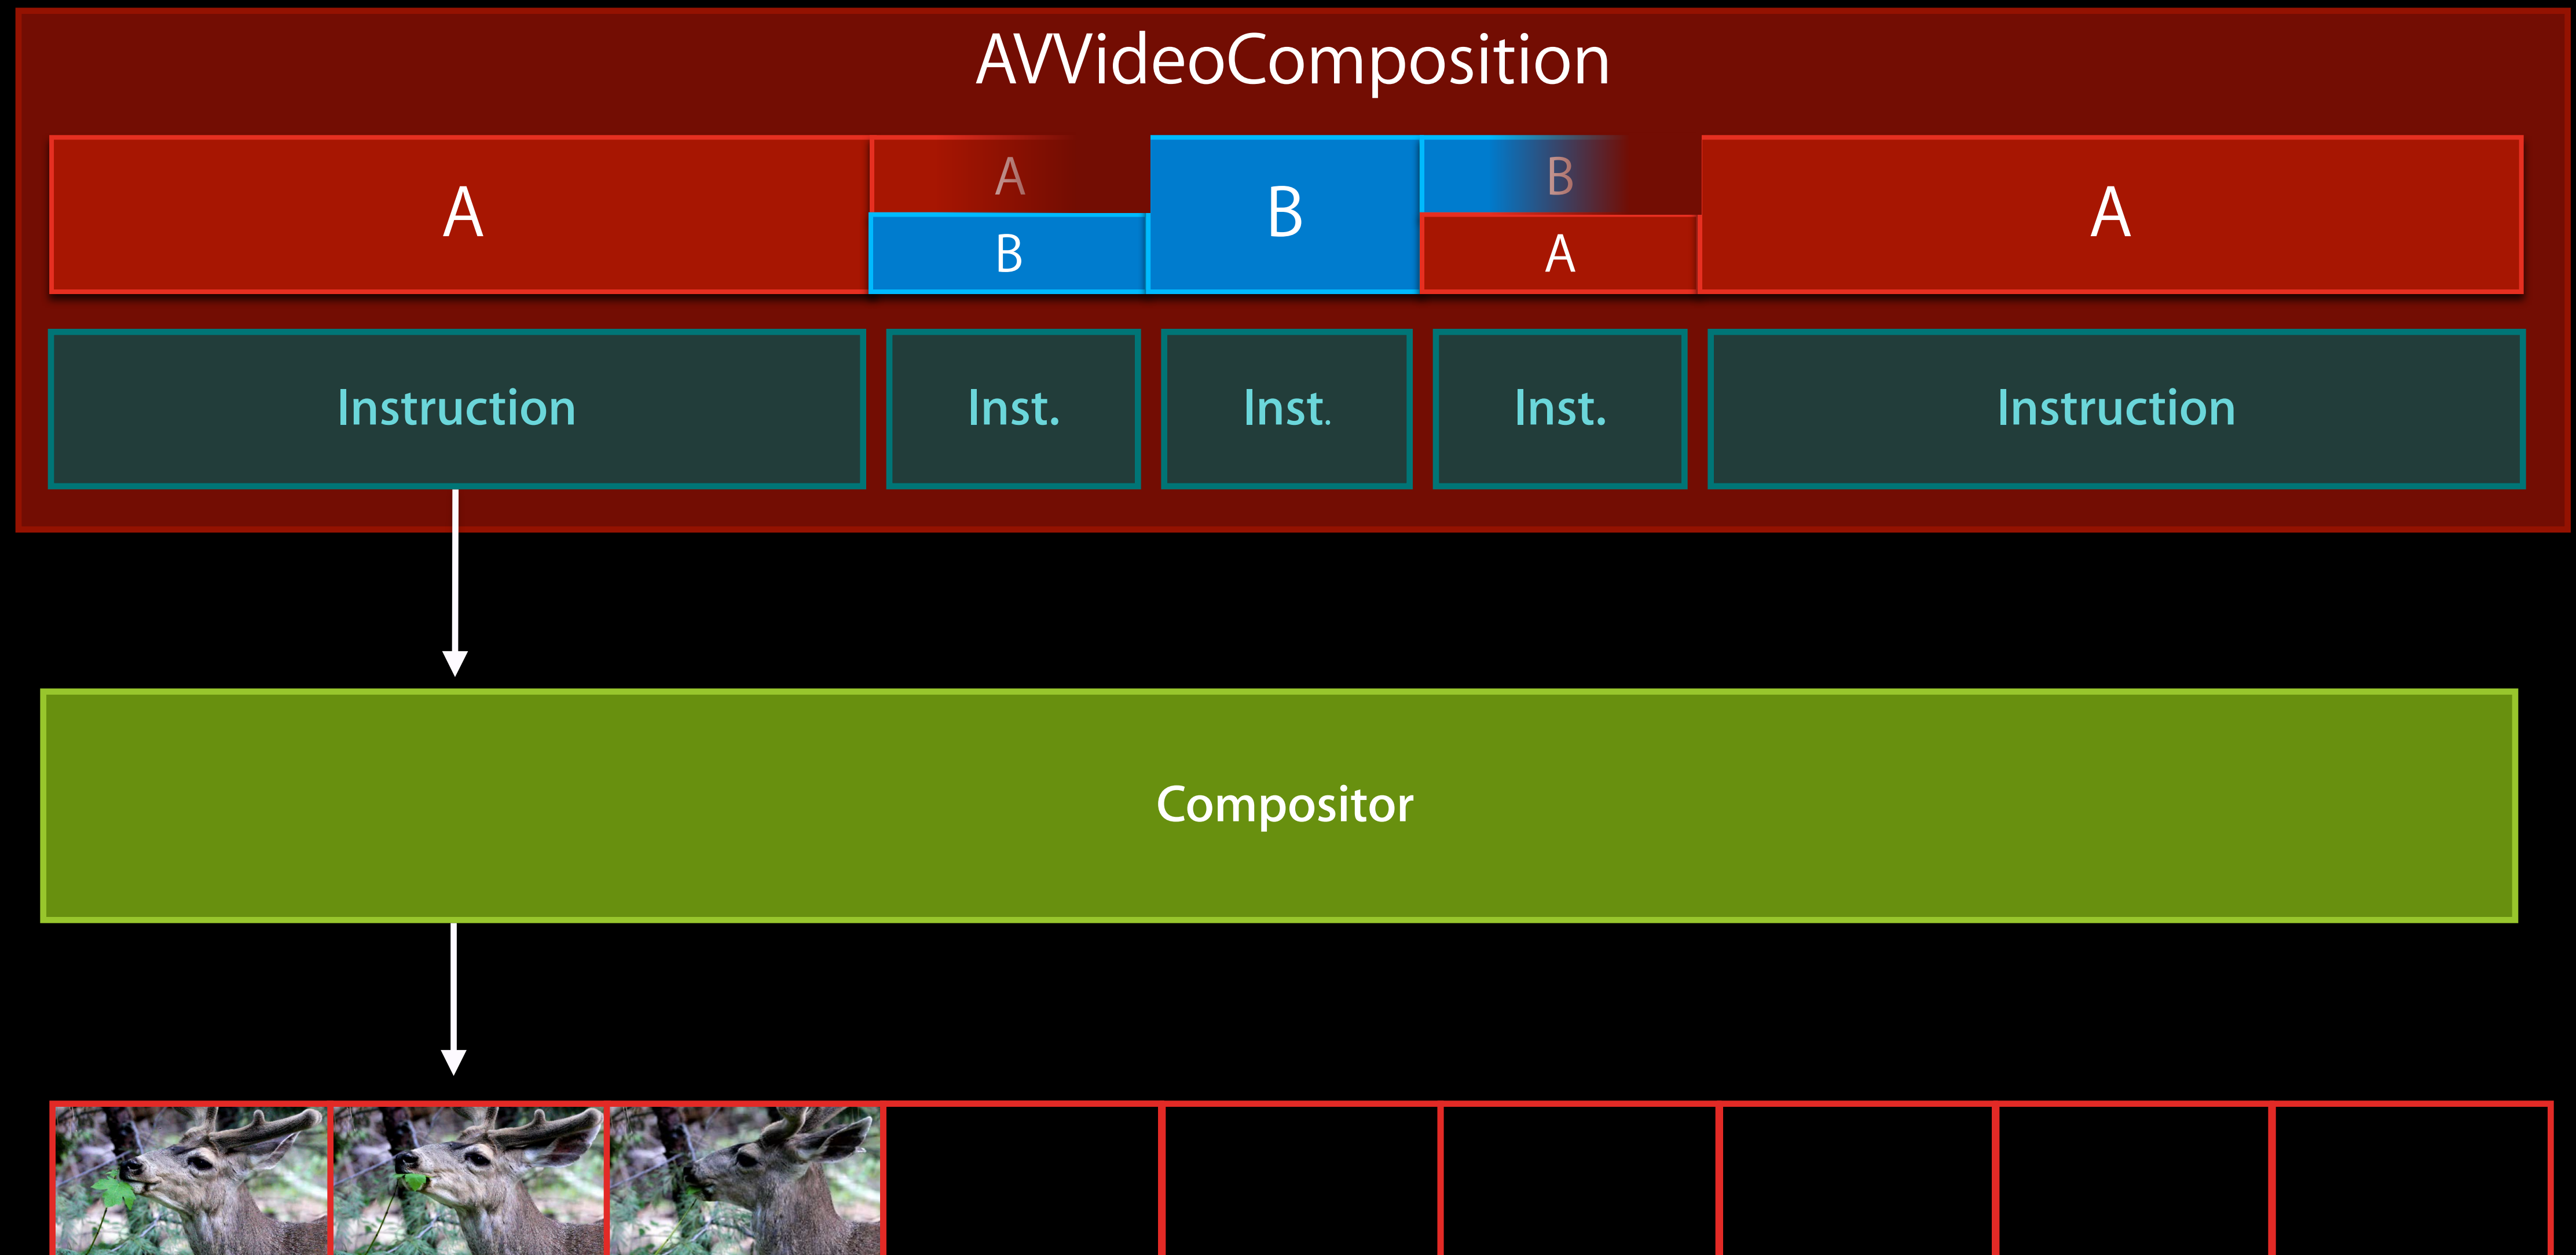 AVVideoComposition
A
A
B
B
B
A
A
Instruction
Inst.
Inst.
Inst.
Instruction
Compositor